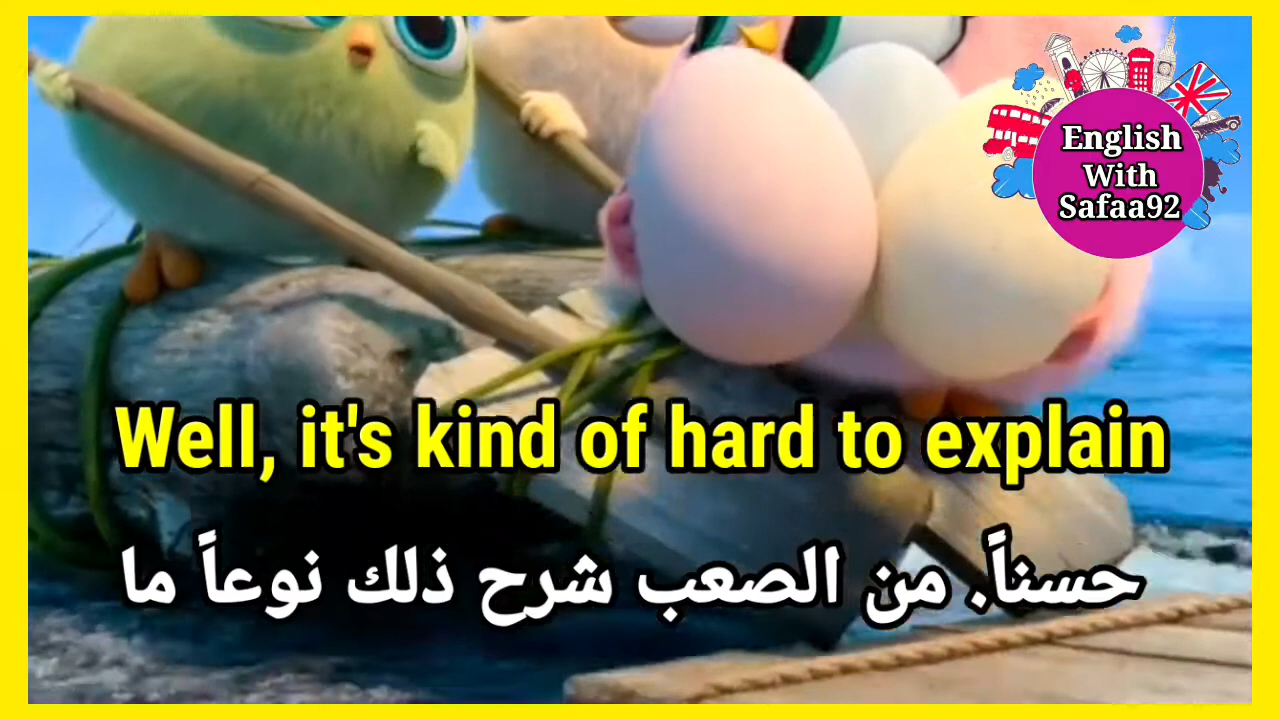 English
With
Safaa92
Well, it's kind of hard to explain
حسناً. من الصعب شرح ذلك نوعاً ما